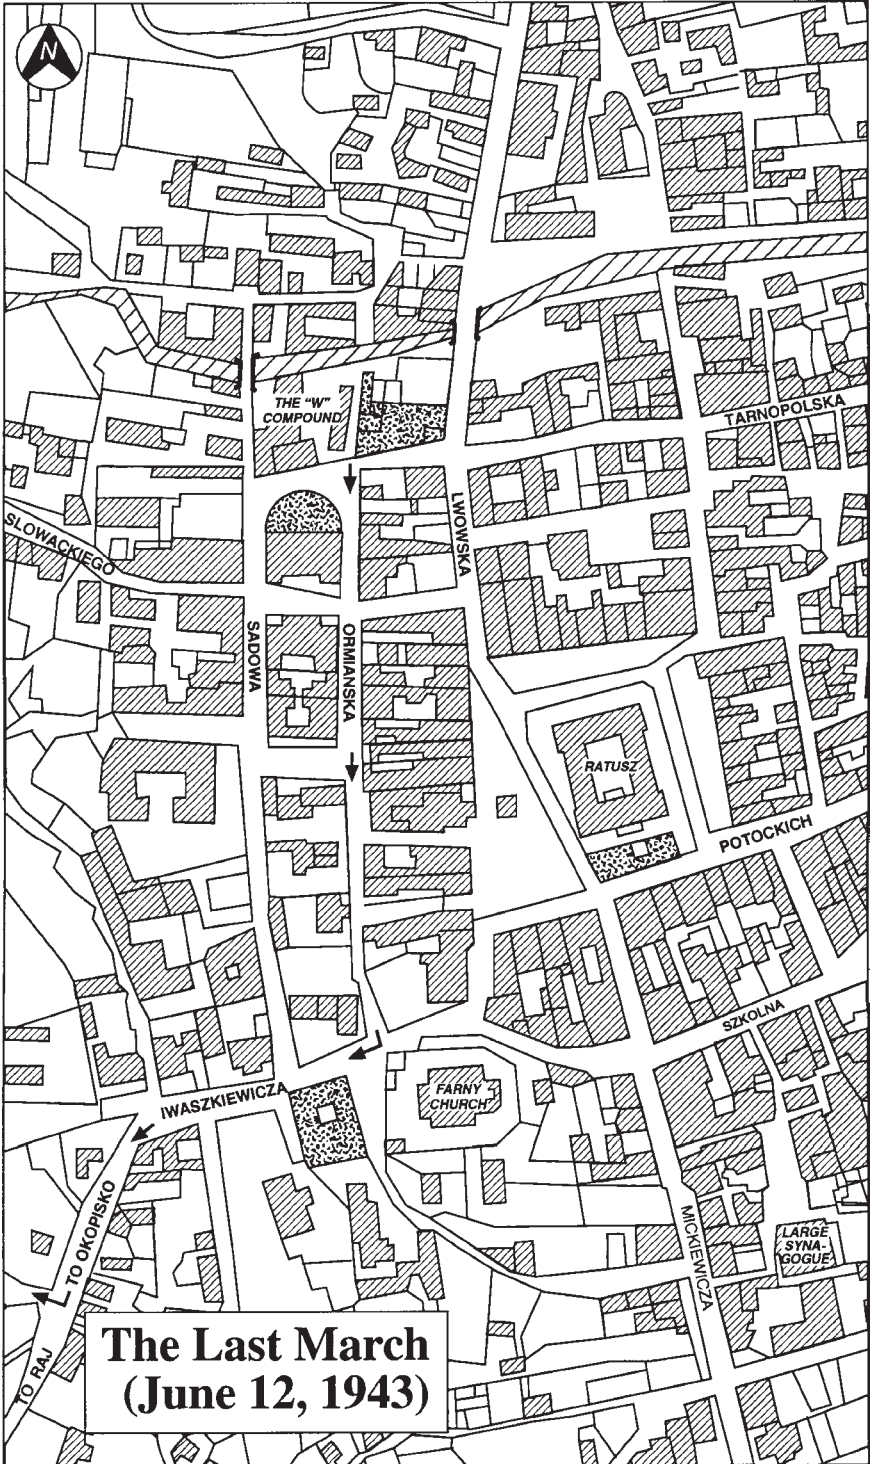 N
THE "W"
COMPOUND
TARNOPOLSKA
LWOWSKA
SLOWACKIEGO
SADOWA
ORMIANSKA
RATUSZ
POTOCKICH
SZKOLNA
FARNY
CHURCH
IWASZKIEWICZA
TO OKOPISKO
MICKIEWICZA
LARGE
SYNA-
GOGUE
TO RAJ
The Last March
(June 12, 1943)